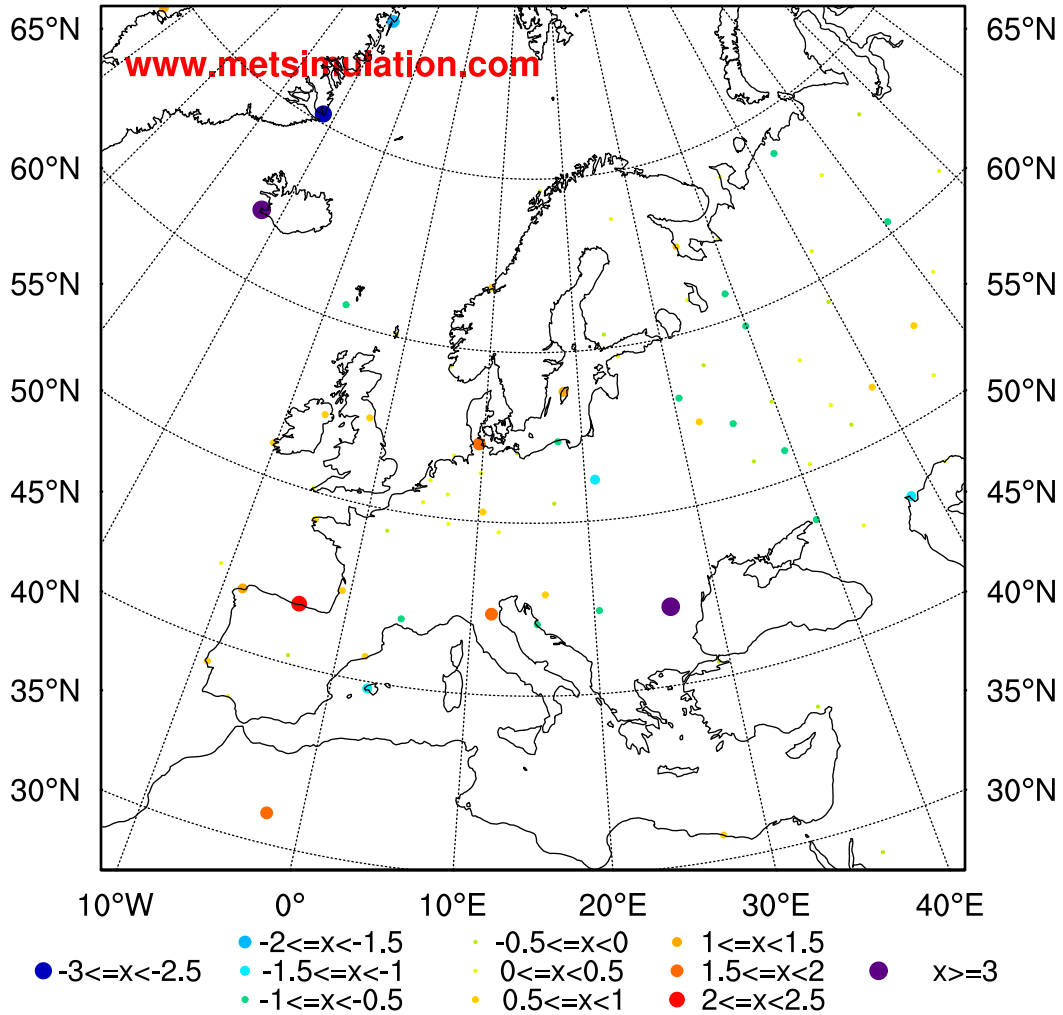 65°N 65°N
www.metsimulation.com
60°N 60°N
55°N 55°N
50°N 50°N
45°N 45°N
40°N 40°N
35°N 35°N
30°N 30°N
10°W 0° 10°E 20°E 30°E 40°E
-2<=x<-1.5 -0.5<=x<0 1<=x<1.5
-3<=x<-2.5 -1.5<=x<-1 0<=x<0.5 1.5<=x<2 x>=3
-1<=x<-0.5 0.5<=x<1 2<=x<2.5